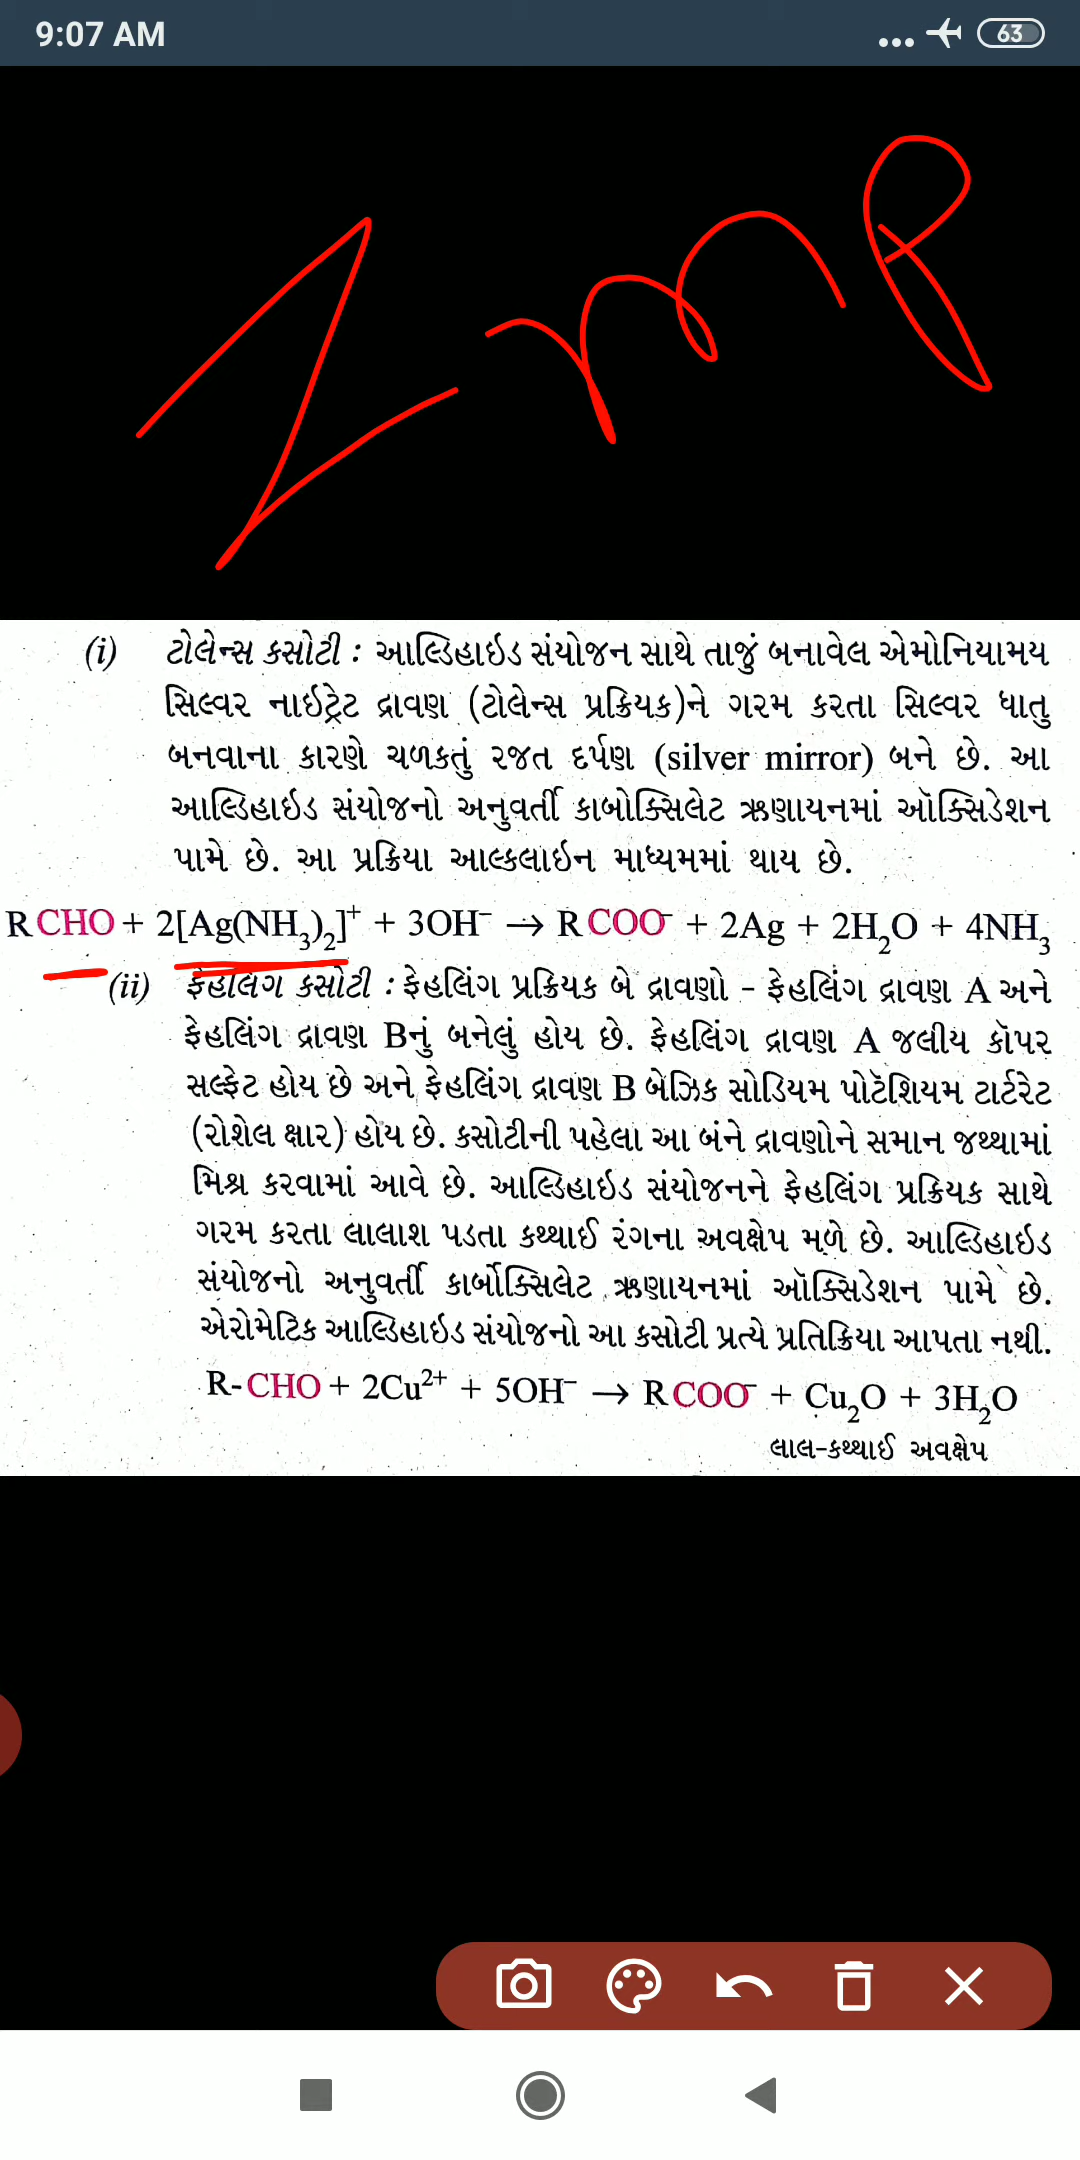 9:07 AM
63
Imp
(i) ટોલેન્સ કસોટી : આલ્ડિહાઇડ સંયોજન સાથે તાજું બનાવેલ એમોનિયામય
સિલ્વર નાઇટ્રેટ દ્રાવણ (ટોલેન્સ પ્રક્રિયક)ને ગરમ કરતા સિલ્વર ધાતુ
બનવાના કારણે ચળકતું રજત દર્પણ (silver mirror) બને છે. આ
આલ્ડિહાઇડ સંયોજનો અનુવર્તી કાબોક્સિલેટ ઋણાયનમાં ઑક્સિડેશન
પામે છે. આ પ્રક્રિયા આલ્કલાઇન માધ્યમમાં થાય છે.
RCHO + 2[Ag(NH₃)₂]⁺ + 3OH⁻ → RCOO⁻ + 2Ag + 2H₂O + 4NH₃
(ii) ફેહલિંગ કસોટી : ફેહલિંગ પ્રક્રિયક બે દ્રાવણો - ફેહલિંગ દ્રાવણ A અને
ફેહલિંગ દ્રાવણ Bનું બનેલું હોય છે. ફેહલિંગ દ્રાવણ A જલીય કૉપર
સલ્ફેટ હોય છે અને ફેહલિંગ દ્રાવણ B બેઝિક સોડિયમ પોટૅશિયમ ટાર્ટરેટ
(રોશેલ ક્ષાર) હોય છે. કસોટીની પહેલા આ બંને દ્રાવણોને સમાન જથ્થામાં
મિશ્ર કરવામાં આવે છે. આલ્ડિહાઇડ સંયોજનને ફેહલિંગ પ્રક્રિયક સાથે
ગરમ કરતા લાલાશ પડતા કથ્થાઈ રંગના અવક્ષેપ મળે છે. આલ્ડિહાઇડ
સંયોજનો અનુવર્તી કાર્બોક્સિલેટ ઋણાયનમાં ઑક્સિડેશન પામે છે.
એરોમેટિક આલ્ડિહાઇડ સંયોજનો આ કસોટી પ્રત્યે પ્રતિક્રિયા આપતા નથી.
R-CHO + 2Cu²⁺ + 5OH⁻ → RCOO⁻ + Cu₂O + 3H₂O
લાલ-કથ્થાઈ અવક્ષેપ